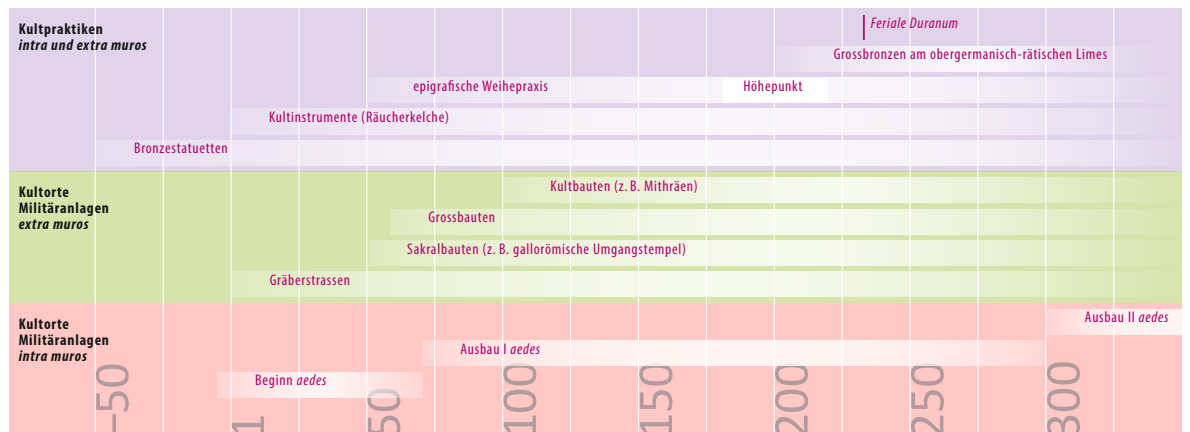 Kultpraktiken
intra und extra muros
Feriale Duranum
Grossbronzen am obergermanisch-rätischen Limes
epigrafische Weihepraxis
Höhepunkt
Kultinstrumente (Räucherkelche)
Bronzestatuetten
Kultorte
Militäranlagen
extra muros
Kultbauten (z. B. Mithräen)
Grossbauten
Sakralbauten (z. B. gallorömische Umgangstempel)
Gräberstrassen
Kultorte
Militäranlagen
intra muros
Ausbau II aedes
Ausbau I aedes
Beginn aedes
–50
1
50
100
150
200
250
300